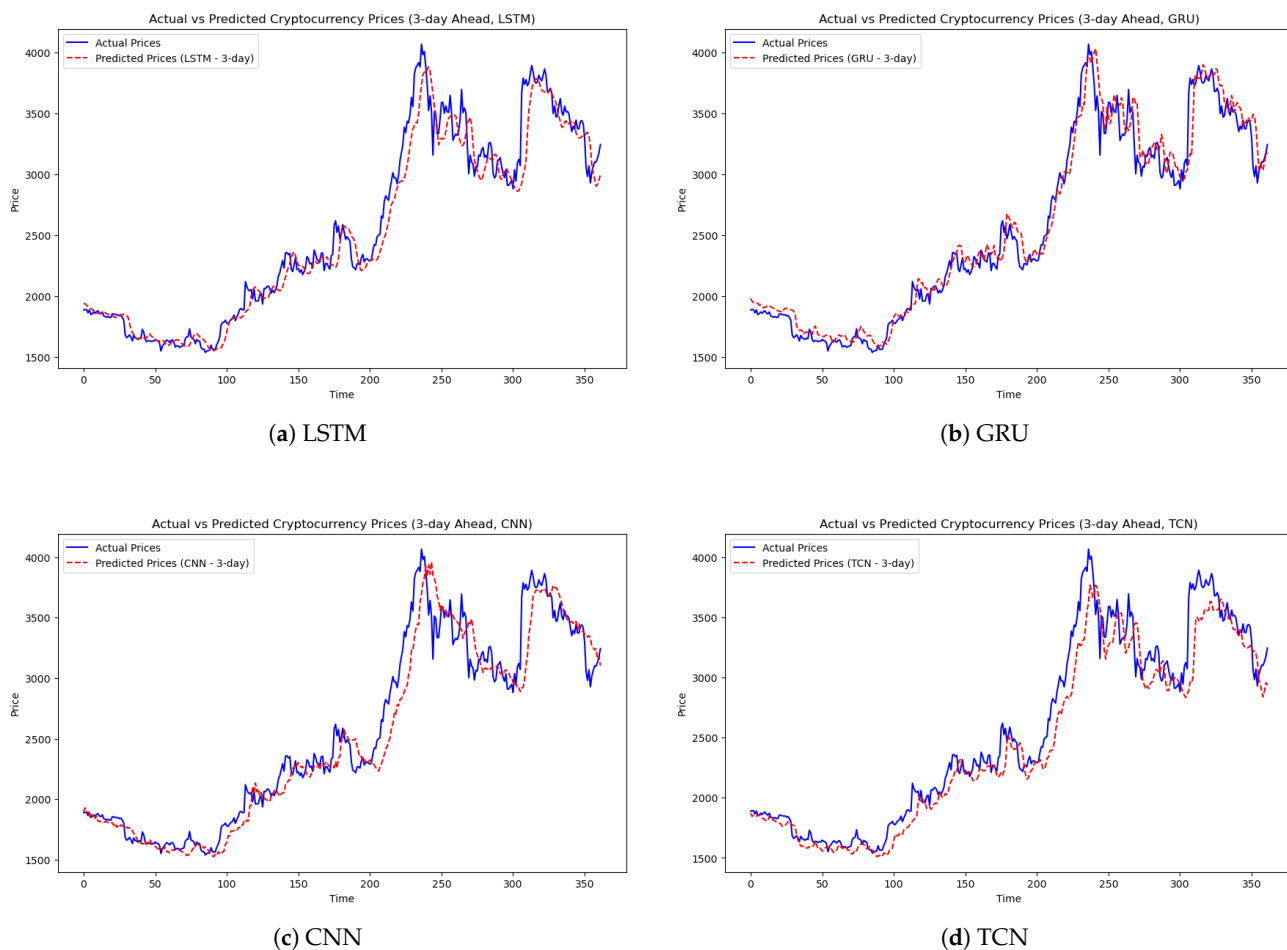 Actual vs Predicted Cryptocurrency Prices (3-day Ahead, LSTM)
Actual Prices
Predicted Prices (LSTM - 3-day)
Price
4000
3500
3000
2500
2000
1500
0 50 100 150 200 250 300 350
Time
(a) LSTM
Actual vs Predicted Cryptocurrency Prices (3-day Ahead, GRU)
Actual Prices
Predicted Prices (GRU - 3-day)
Price
4000
3500
3000
2500
2000
1500
0 50 100 150 200 250 300 350
Time
(b) GRU
Actual vs Predicted Cryptocurrency Prices (3-day Ahead, CNN)
Actual Prices
Predicted Prices (CNN - 3-day)
Price
4000
3500
3000
2500
2000
1500
0 50 100 150 200 250 300 350
Time
(c) CNN
Actual vs Predicted Cryptocurrency Prices (3-day Ahead, TCN)
Actual Prices
Predicted Prices (TCN - 3-day)
Price
4000
3500
3000
2500
2000
1500
0 50 100 150 200 250 300 350
Time
(d) TCN